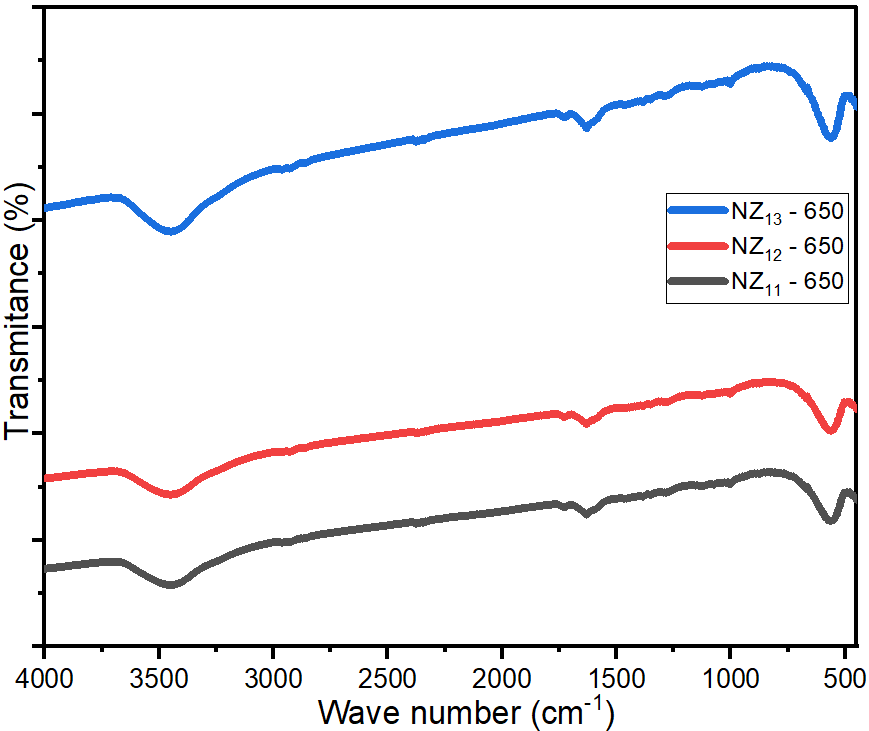 Transmitance (%)
NZ₁₃ - 650
NZ₁₂ - 650
NZ₁₁ - 650
4000 3500 3000 2500 2000 1500 1000 500
Wave number (cm⁻¹)